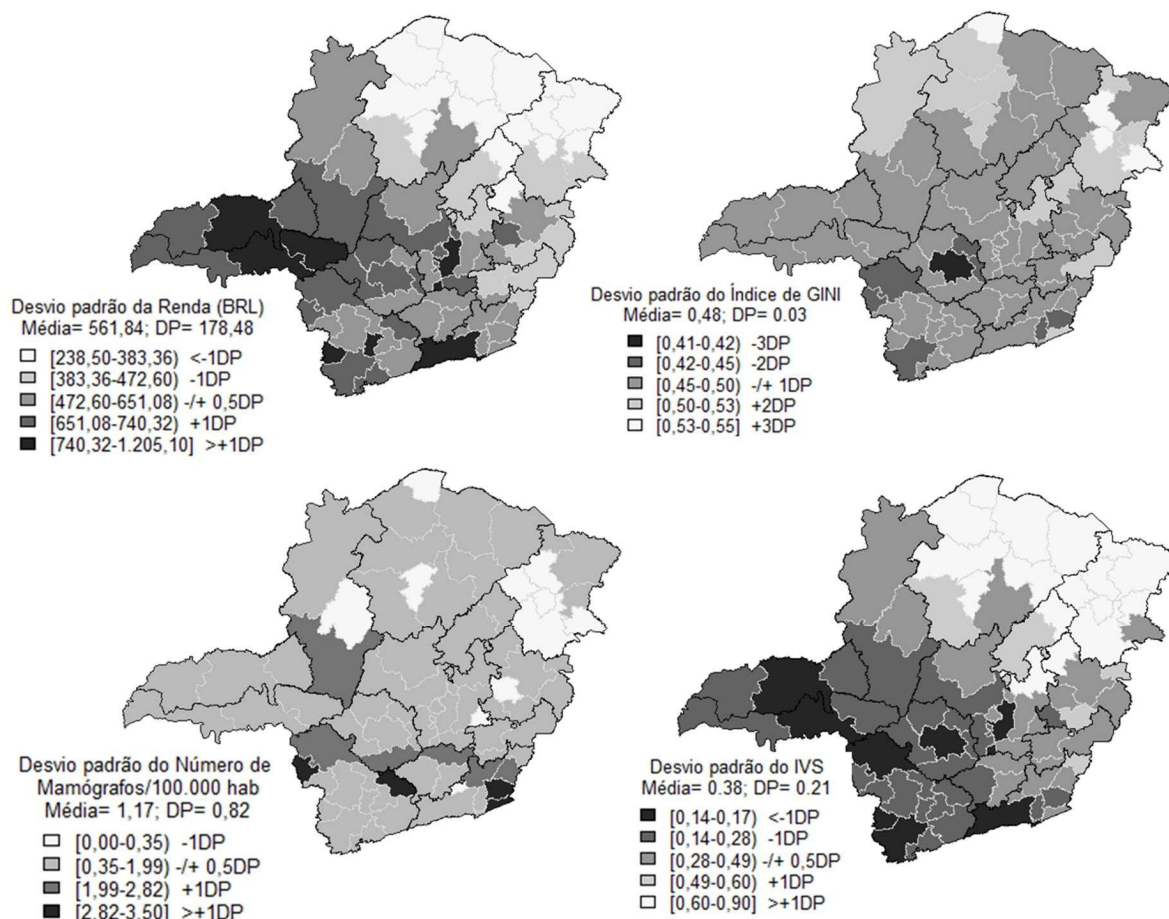 Desvio padrão da Renda (BRL)
Média= 561,84; DP= 178,48
[238,50-383,36) <-1DP
[383,36-472,60) -1DP
[472,60-651,08) -/+ 0,5DP
[651,08-740,32) +1DP
[740,32-1.205,10] >+1DP
Desvio padrão do Índice de GINI
Média= 0,48; DP= 0.03
[0,41-0,42) -3DP
[0,42-0,45) -2DP
[0,45-0,50) -/+ 1DP
[0,50-0,53) +2DP
[0,53-0,55] +3DP
Desvio padrão do Número de
Mamógrafos/100.000 hab
Média= 1,17; DP= 0,82
[0,00-0,35) -1DP
[0,35-1,99) -/+ 0,5DP
[1,99-2,82) +1DP
[2,82-3,50] >+1DP
Desvio padrão do IVS
Média= 0.38; DP= 0.21
[0,14-0,17) <-1DP
[0,14-0,28) -1DP
[0,28-0,49) -/+ 0,5DP
[0,49-0,60) +1DP
[0,60-0,90] >+1DP